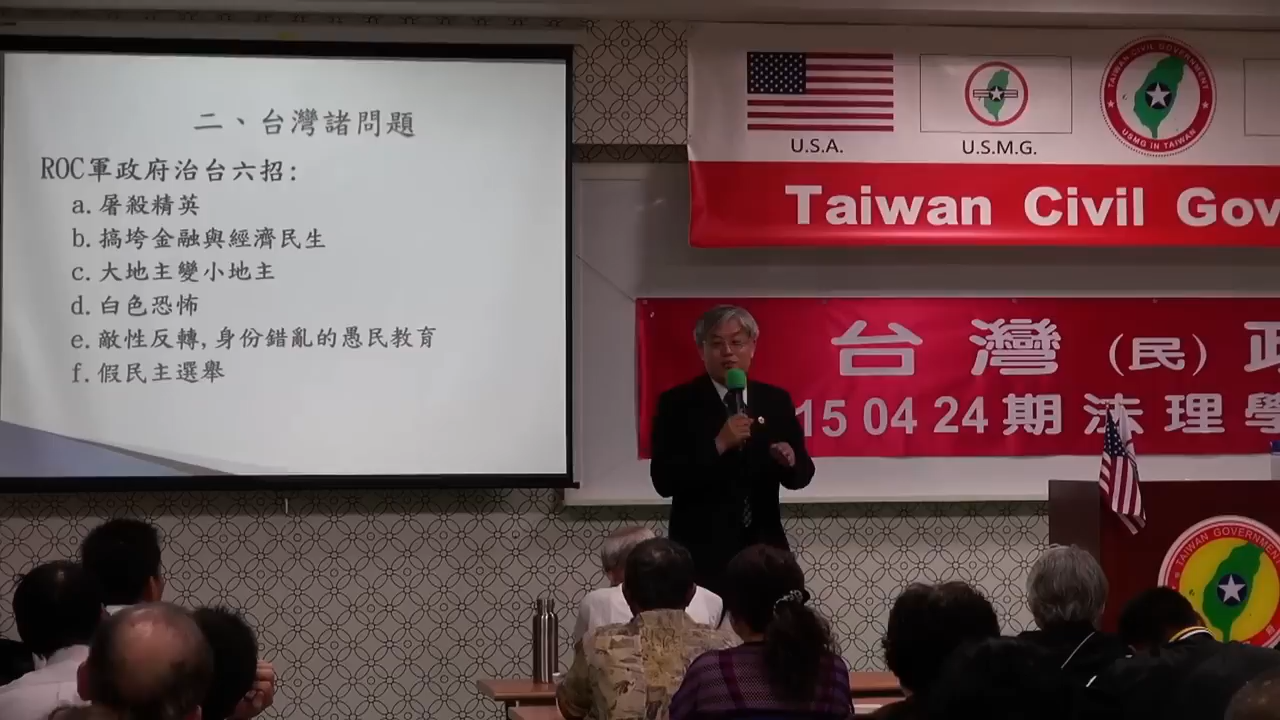 二、台灣諸問題
ROC軍政府治台六招:
a.屠殺精英
b.搞垮金融與經濟民生
c.大地主變小地主
d.白色恐怖
e.敵性反轉,身份錯亂的愚民教育
f.假民主選舉
U.S.A.
U.S.M.G.
TAIWAN CIVIL GOVERNMENT
USMG IN TAIWAN
Taiwan Civil Gov
台灣(民)政
15 04 24期法理學
TAIWAN GOVERNMENT